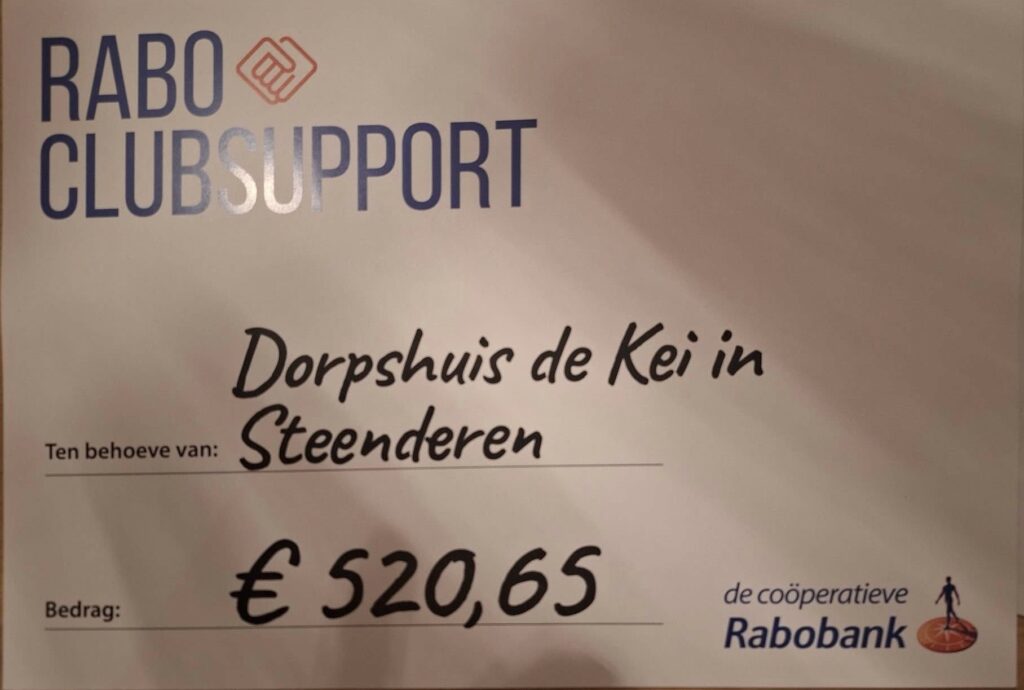 RABO
CLUBSUPPORT
Dorpshuis de Kei in
Ten behoeve van: Steenderen
Bedrag: € 520,65
de coöperatieve
Rabobank